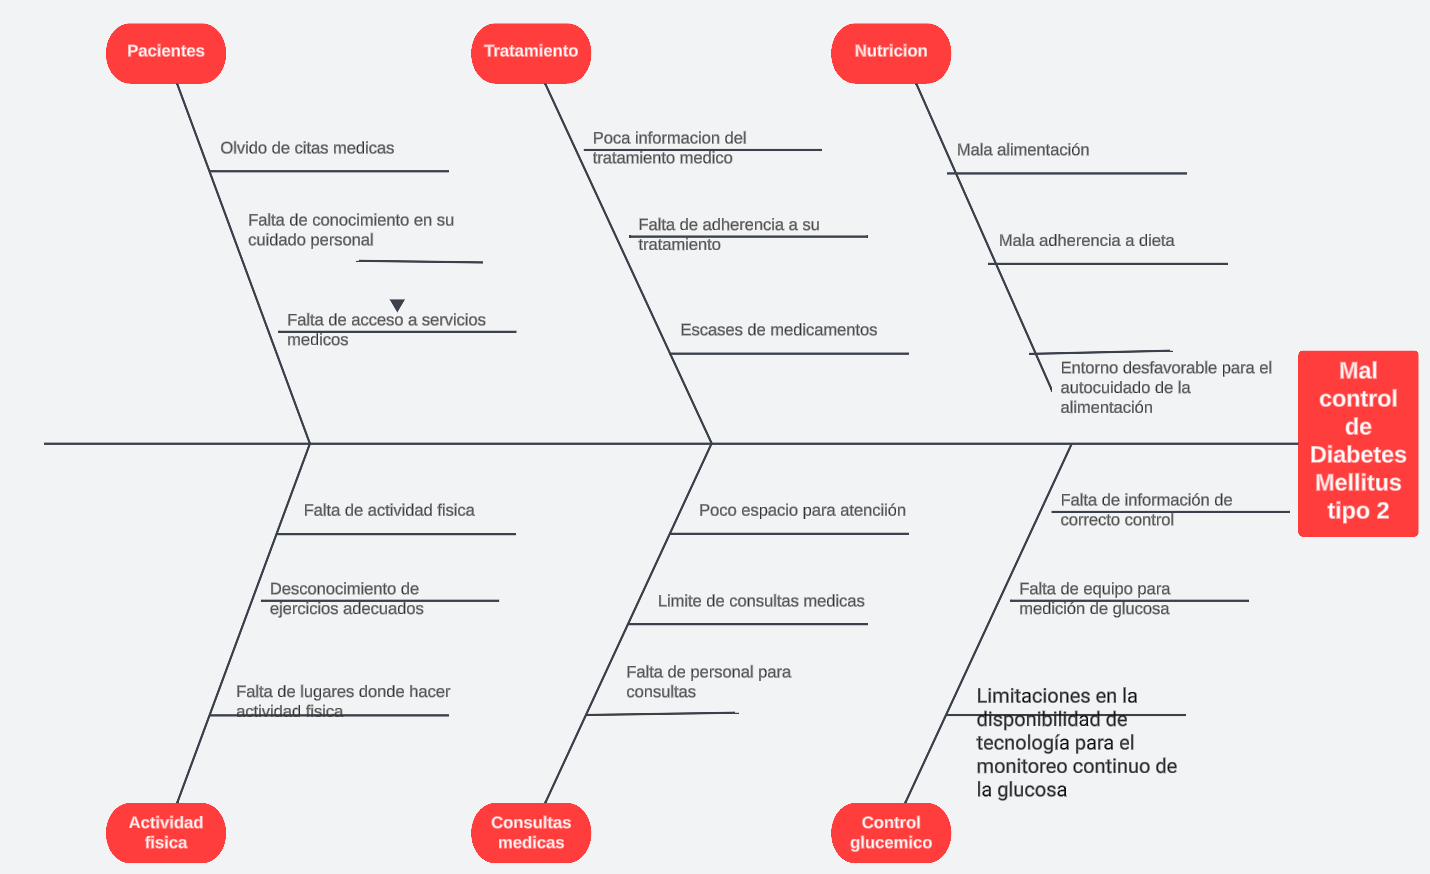 Pacientes
Tratamiento
Nutricion
Olvido de citas medicas
Falta de conocimiento en su
cuidado personal
Falta de acceso a servicios
medicos
Poca informacion del
tratamiento medico
Falta de adherencia a su
tratamiento
Escases de medicamentos
Mala alimentación
Mala adherencia a dieta
Entorno desfavorable para el
autocuidado de la
alimentación
Mal
control
de
Diabetes
Mellitus
tipo 2
Falta de actividad fisica
Desconocimiento de
ejercicios adecuados
Falta de lugares donde hacer
actividad fisica
Poco espacio para atenciión
Limite de consultas medicas
Falta de personal para
consultas
Falta de información de
correcto control
Falta de equipo para
medición de glucosa
Limitaciones en la
disponibilidad de
tecnología para el
monitoreo continuo de
la glucosa
Actividad
fisica
Consultas
medicas
Control
glucemico